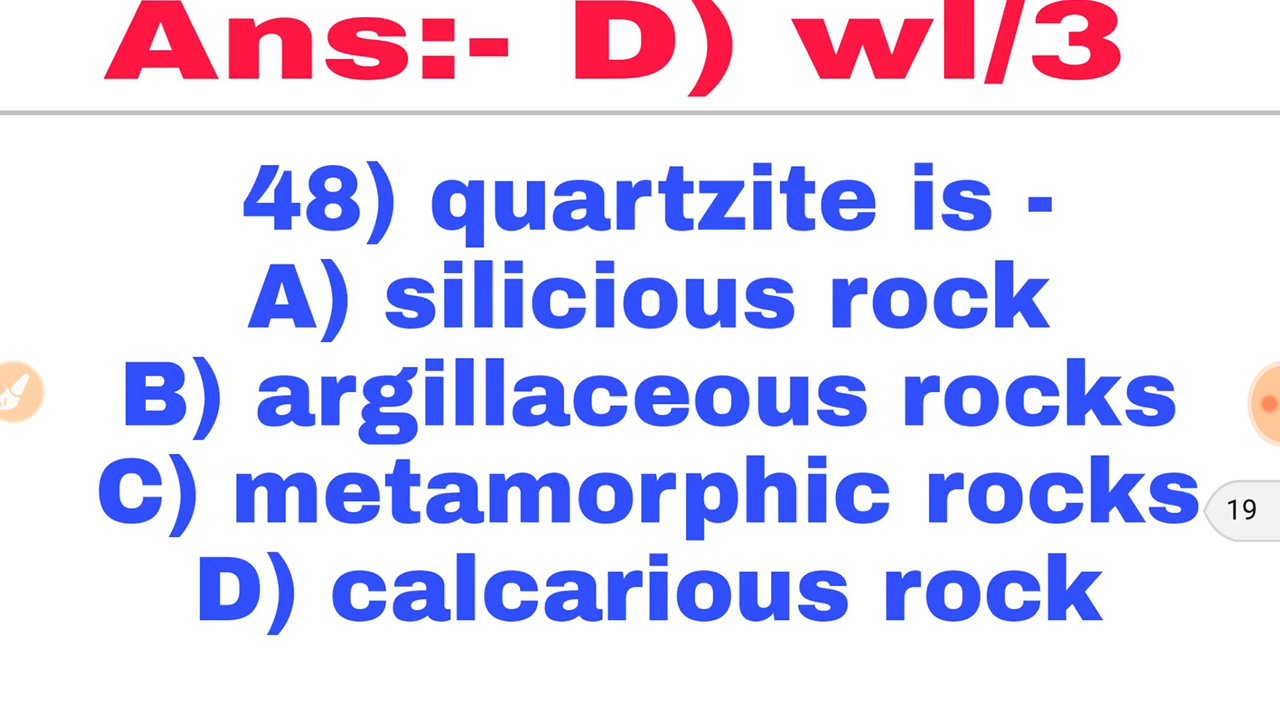 Ans:- D) wl/3
48) quartzite is -
A) silicious rock
B) argillaceous rocks
C) metamorphic rocks
19
D) calcarious rock